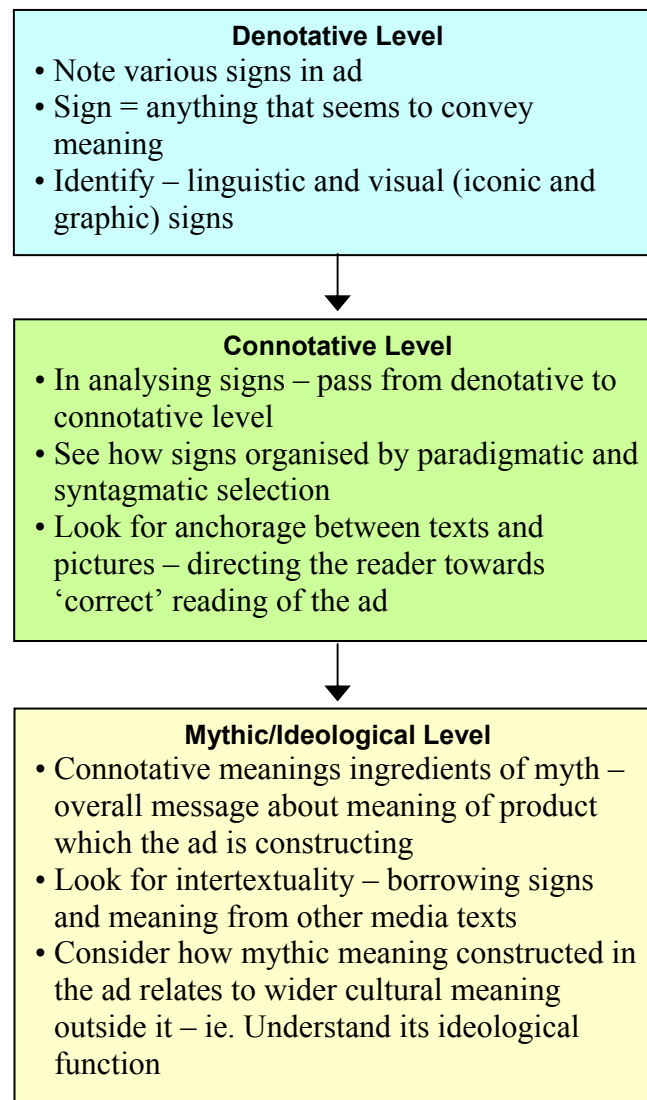 Denotative Level
• Note various signs in ad
• Sign = anything that seems to convey
meaning
• Identify – linguistic and visual (iconic and
graphic) signs
Connotative Level
• In analysing signs – pass from denotative to
connotative level
• See how signs organised by paradigmatic and
syntagmatic selection
• Look for anchorage between texts and
pictures – directing the reader towards
‘correct’ reading of the ad
Mythic/Ideological Level
• Connotative meanings ingredients of myth –
overall message about meaning of product
which the ad is constructing
• Look for intertextuality – borrowing signs
and meaning from other media texts
• Consider how mythic meaning constructed in
the ad relates to wider cultural meaning
outside it – ie. Understand its ideological
function